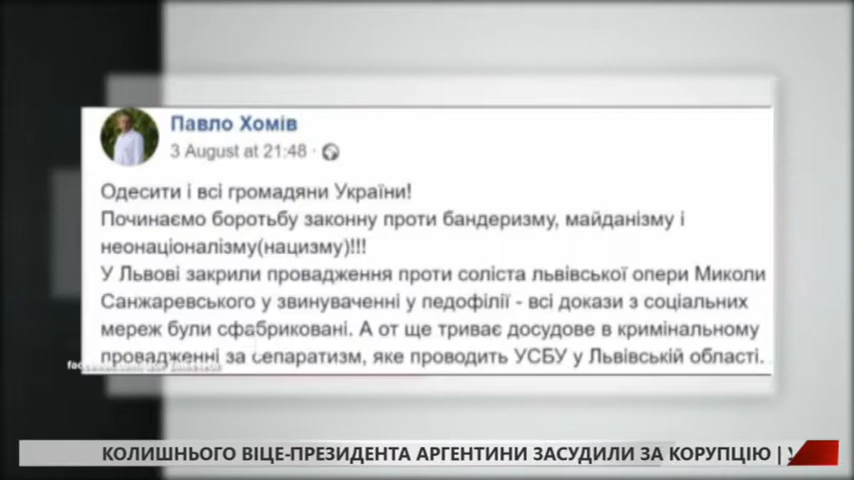 Павло Хомів
3 August at 21:48 ·
Одесити і всі громадяни України!
Починаємо боротьбу законну проти бандеризму, майданізму і
неонаціоналізму(нацизму)!!!
У Львові закрили провадження проти соліста львівської опери Миколи
Санжаревського у звинуваченні у педофілії - всі докази з соціальних
мереж були сфабриковані. А от ще триває досудове в кримінальному
провадженні за сепаратизм, яке проводить УСБУ у Львівській області.
КОЛИШНЬОГО ВІЦЕ-ПРЕЗИДЕНТА АРГЕНТИНИ ЗАСУДИЛИ ЗА КОРУПЦІЮ |